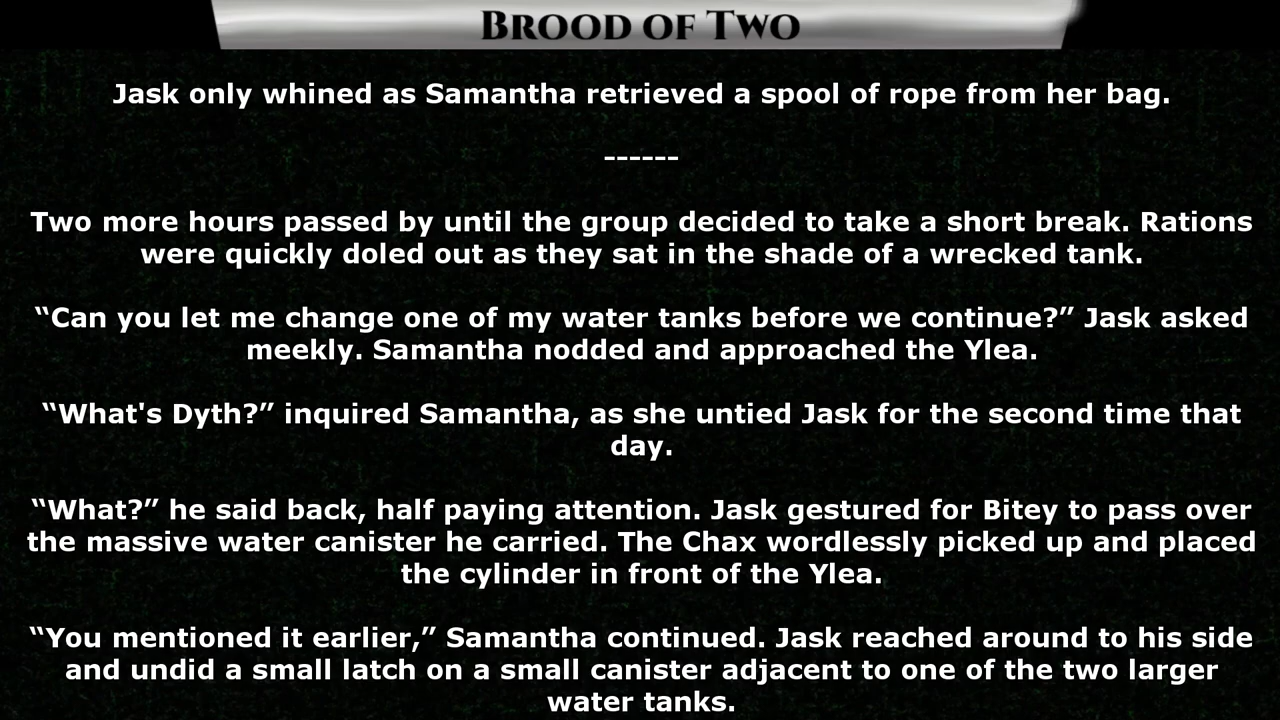 Brood of Two
Jask only whined as Samantha retrieved a spool of rope from her bag.
------
Two more hours passed by until the group decided to take a short break. Rations
were quickly doled out as they sat in the shade of a wrecked tank.
“Can you let me change one of my water tanks before we continue?” Jask asked
meekly. Samantha nodded and approached the Ylea.
“What's Dyth?” inquired Samantha, as she untied Jask for the second time that
day.
“What?” he said back, half paying attention. Jask gestured for Bitey to pass over
the massive water canister he carried. The Chax wordlessly picked up and placed
the cylinder in front of the Ylea.
“You mentioned it earlier,” Samantha continued. Jask reached around to his side
and undid a small latch on a small canister adjacent to one of the two larger
water tanks.